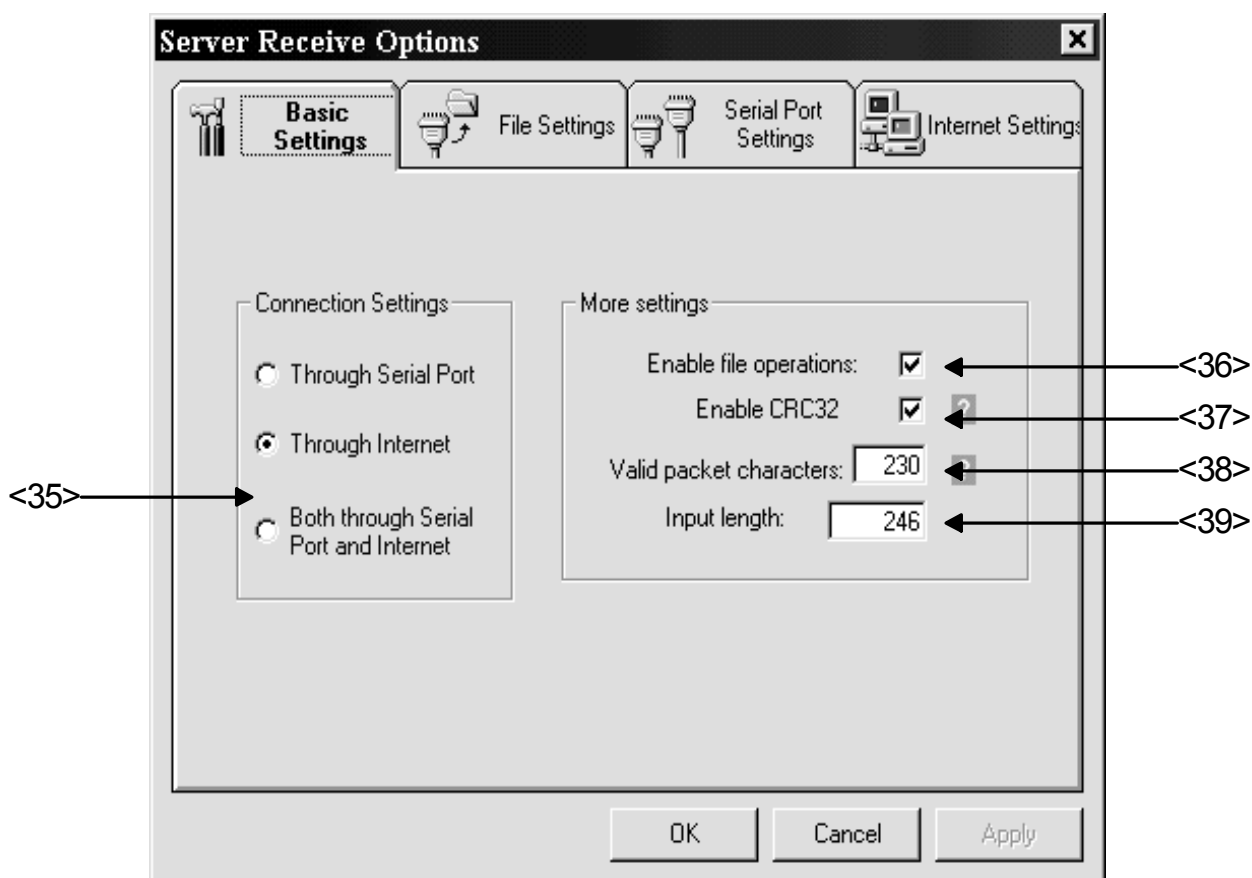 Server Receive Options
Basic
Settings
File Settings
Serial Port
Settings
Internet Settings
Connection Settings
Through Serial Port
Through Internet
Both through Serial
Port and Internet
<35>
More settings
Enable file operations:
<36>
Enable CRC32
?
<37>
Valid packet characters:
230
?
<38>
Input length:
246
<39>
OK
Cancel
Apply